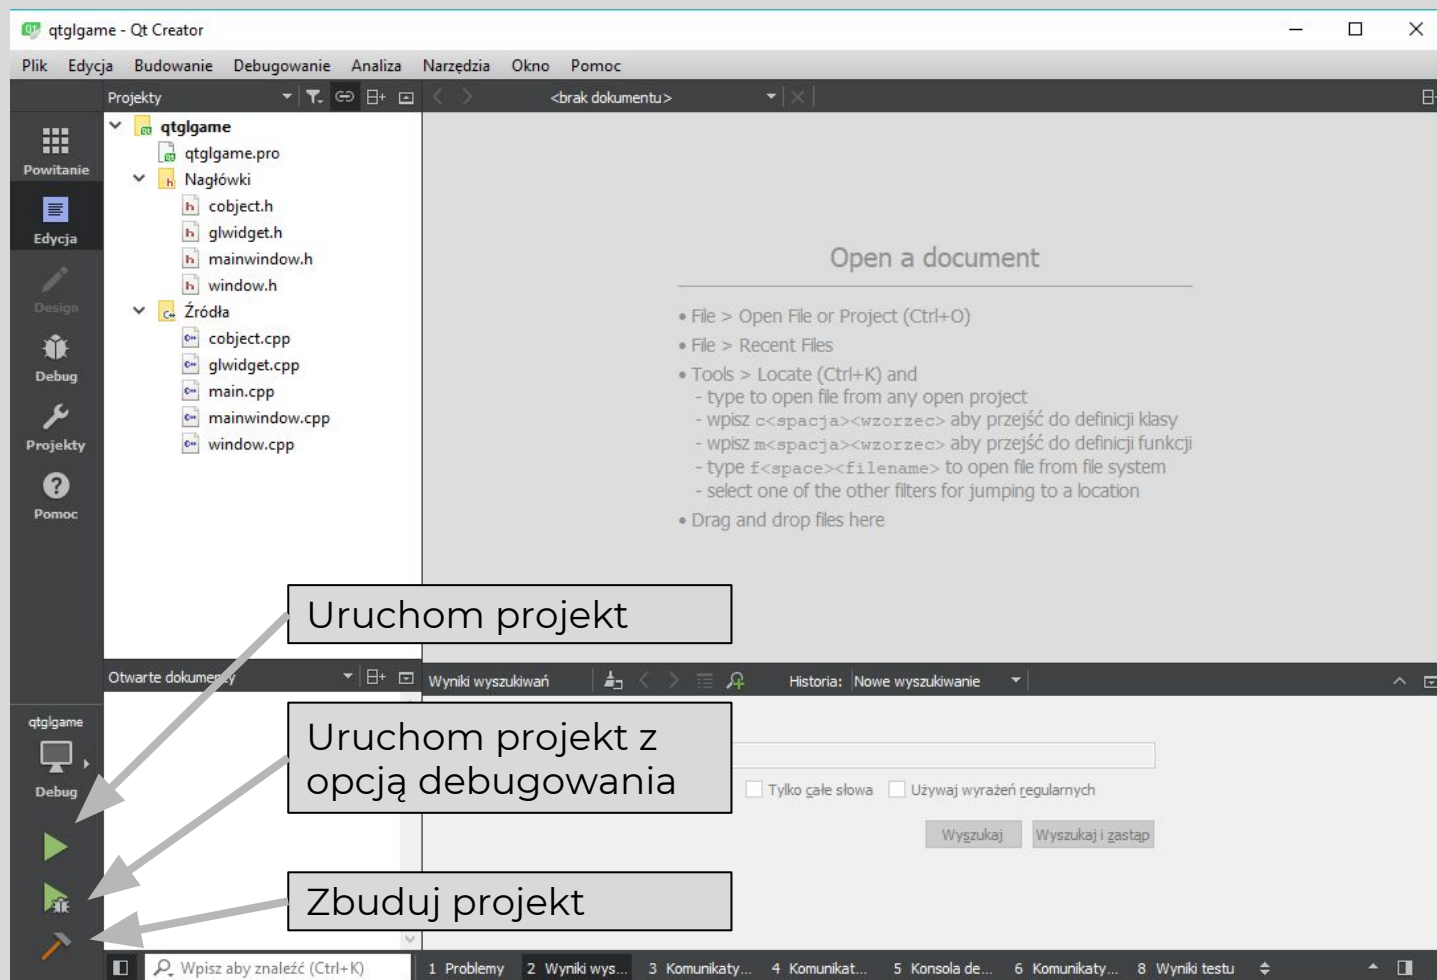 qtglgame - Qt Creator
Plik Edycja Budowanie Debugowanie Analiza Narzędzia Okno Pomoc
Projekty
<brak dokumentu>
Powitanie
Edycja
Design
Debug
Projekty
Pomoc
qtglgame
qtglgame.pro
Nagłówki
cobject.h
glwidget.h
mainwindow.h
window.h
Źródła
cobject.cpp
glwidget.cpp
main.cpp
mainwindow.cpp
window.cpp
Open a document
• File > Open File or Project (Ctrl+O)
• File > Recent Files
• Tools > Locate (Ctrl+K) and
- type to open file from any open project
- wpisz c<spacja><wzorzec> aby przejść do definicji klasy
- wpisz m<spacja><wzorzec> aby przejść do definicji funkcji
- type f<space><filename> to open file from file system
- select one of the other filters for jumping to a location
• Drag and drop files here
Uruchom projekt
Otwarte dokumenty
Wyniki wyszukiwań
Historia: Nowe wyszukiwanie
qtglgame
Debug
Uruchom projekt z
opcją debugowania
Tylko całe słowa
Używaj wyrażeń regularnych
Wyszukaj
Wyszukaj i zastąp
Zbuduj projekt
Wpisz aby znaleźć (Ctrl+K)
1 Problemy
2 Wyniki wys...
3 Komunikaty...
4 Komunikat...
5 Konsola de...
6 Komunikaty...
8 Wyniki testu